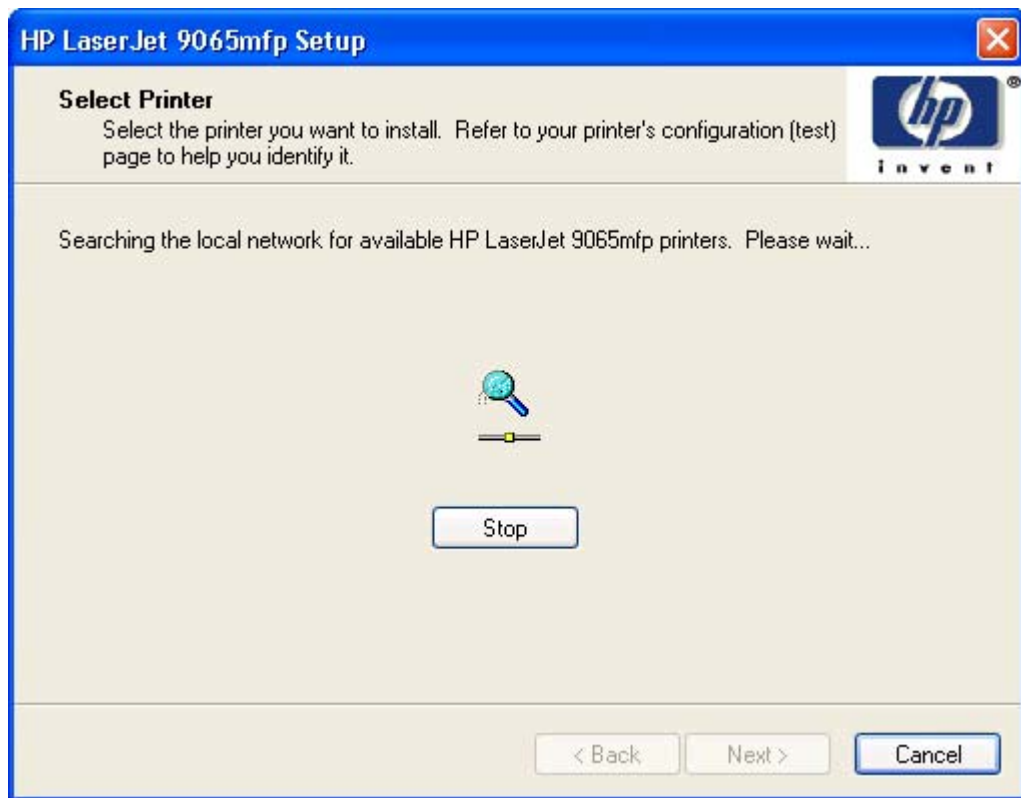 HP LaserJet 9065mfp Setup
Select Printer
Select the printer you want to install. Refer to your printer's configuration (test)
page to help you identify it.
hp
®
invent
Searching the local network for available HP LaserJet 9065mfp printers. Please wait...
Stop
< Back
Next >
Cancel